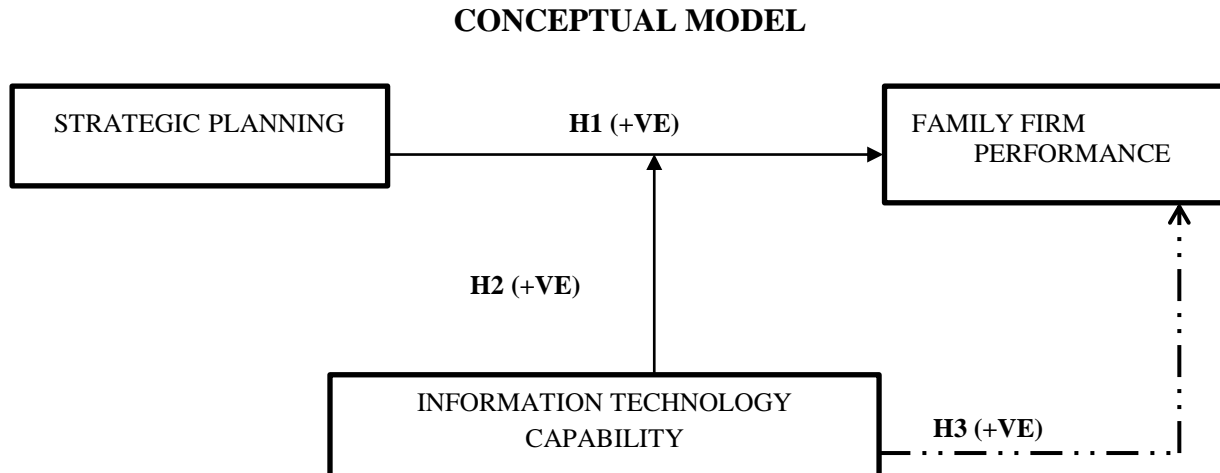 CONCEPTUAL MODEL
STRATEGIC PLANNING
H1 (+VE)
FAMILY FIRM
PERFORMANCE
H2 (+VE)
INFORMATION TECHNOLOGY
CAPABILITY
H3 (+VE)